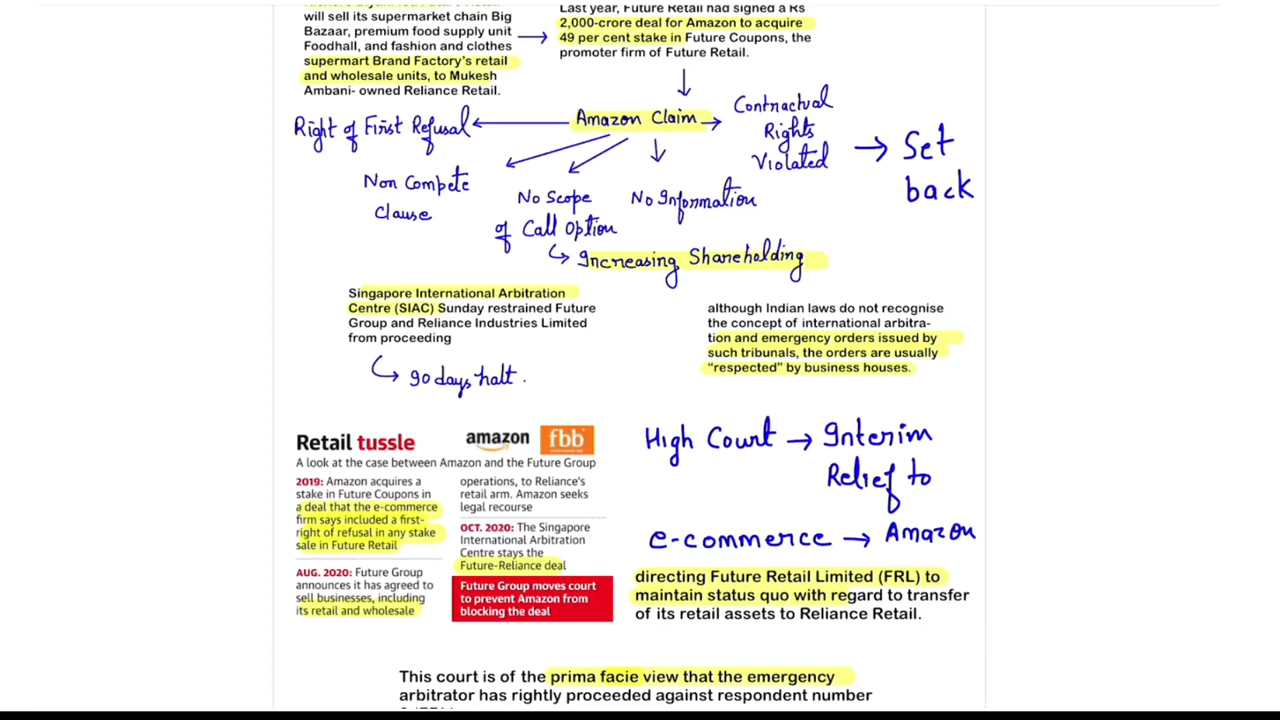 will sell its supermarket chain Big
Bazaar, premium food supply unit
Foodhall, and fashion and clothes
supermart Brand Factory's retail
and wholesale units, to Mukesh
Ambani- owned Reliance Retail.
Last year, Future Retail had signed a Rs
2,000-crore deal for Amazon to acquire
49 per cent stake in Future Coupons, the
promoter firm of Future Retail.
Amazon Claim
Right of First Refusal
Contractual
Rights
Violated
Set
back
Non Compete
Clause
No Scope
of Call Option
No Information
Increasing Shareholding
Singapore International Arbitration
Centre (SIAC) Sunday restrained Future
Group and Reliance Industries Limited
from proceeding
90 days halt.
although Indian laws do not recognise
the concept of international arbitra-
tion and emergency orders issued by
such tribunals, the orders are usually
"respected" by business houses.
Retail tussle
amazon
fbb
A look at the case between Amazon and the Future Group
2019: Amazon acquires a
stake in Future Coupons in
a deal that the e-commerce
firm says included a first-
right of refusal in any stake
sale in Future Retail
AUG. 2020: Future Group
announces it has agreed to
sell businesses, including
its retail and wholesale
operations, to Reliance's
retail arm. Amazon seeks
legal recourse
OCT. 2020: The Singapore
International Arbitration
Centre stays the
Future-Reliance deal
Future Group moves court
to prevent Amazon from
blocking the deal
High Court → Interim
Relief to
e-commerce → Amazon
directing Future Retail Limited (FRL) to
maintain status quo with regard to transfer
of its retail assets to Reliance Retail.
This court is of the prima facie view that the emergency
arbitrator has rightly proceeded against respondent number